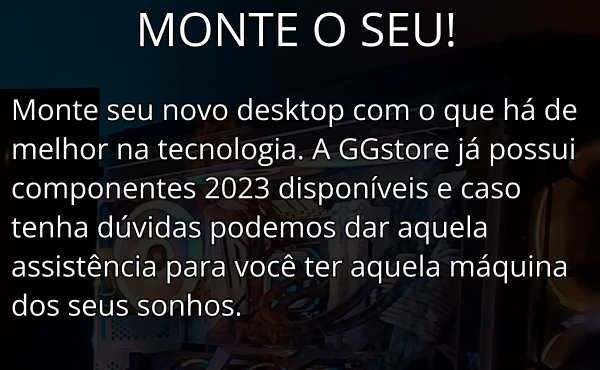 MONTE O SEU!
Monte seu novo desktop com o que há de
melhor na tecnologia. A GGstore já possui
componentes 2023 disponíveis e caso
tenha dúvidas podemos dar aquela
assistência para você ter aquela máquina
dos seus sonhos.